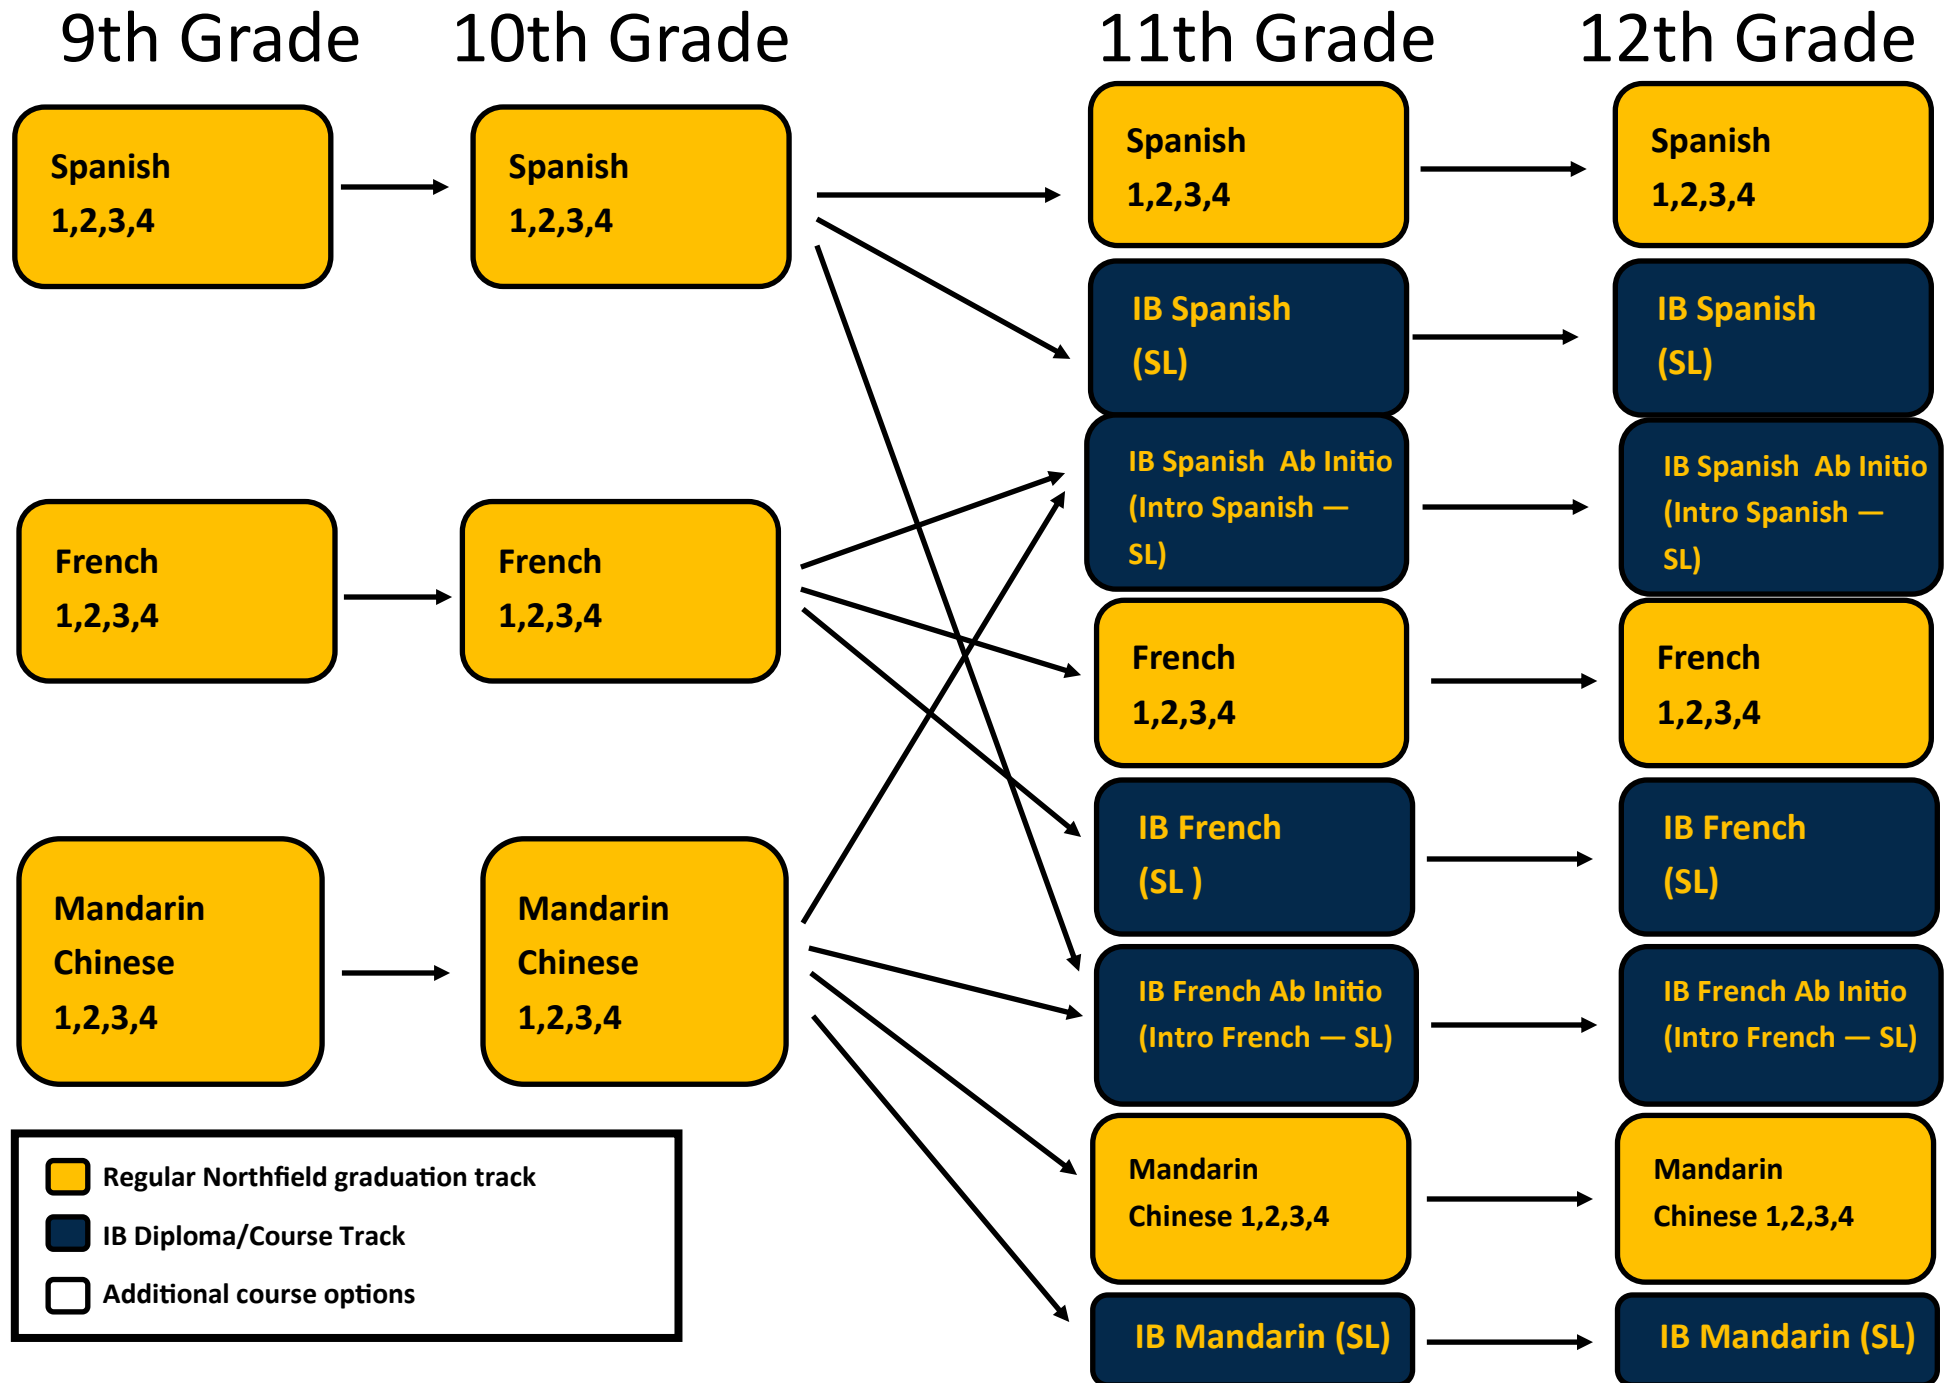 9th Grade
10th Grade
11th Grade
12th Grade
Spanish
1,2,3,4
Spanish
1,2,3,4
Spanish
1,2,3,4
Spanish
1,2,3,4
IB Spanish
(SL)
IB Spanish
(SL)
IB Spanish  Ab Initio
(Intro Spanish —
SL)
IB Spanish  Ab Initio
(Intro Spanish —
SL)
French
1,2,3,4
French
1,2,3,4
French
1,2,3,4
French
1,2,3,4
IB French
(SL )
IB French
(SL)
Mandarin
Chinese
1,2,3,4
Mandarin
Chinese
1,2,3,4
IB French Ab Initio
(Intro French — SL)
IB French Ab Initio
(Intro French — SL)
Mandarin
Chinese 1,2,3,4
Mandarin
Chinese 1,2,3,4
IB Mandarin (SL)
IB Mandarin (SL)
Regular Northfield graduation track
IB Diploma/Course Track
Additional course options